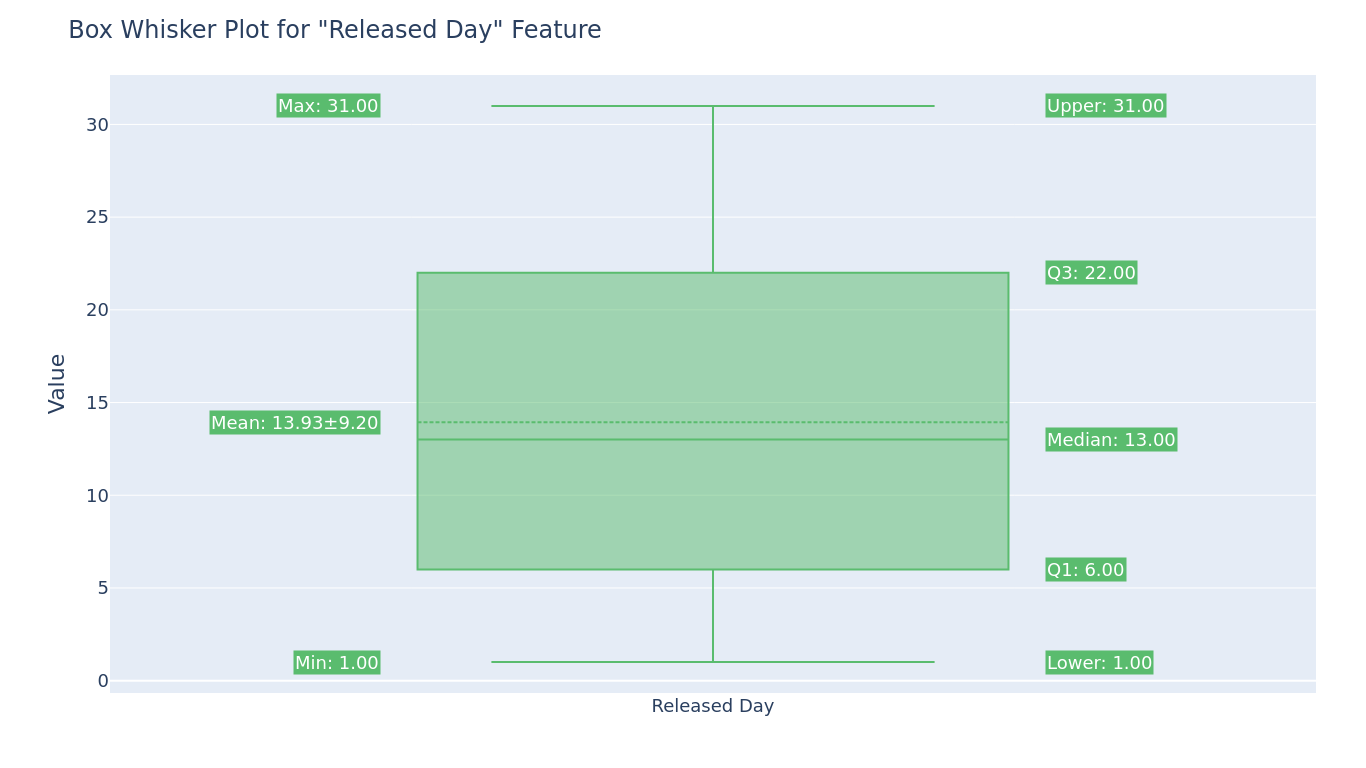 Box Whisker Plot for "Released Day" Feature
Max: 31.00
Upper: 31.00
30
25
Q3: 22.00
20
Value
15
Mean: 13.93±9.20
Median: 13.00
10
Q1: 6.00
5
Min: 1.00
Lower: 1.00
0
Released Day